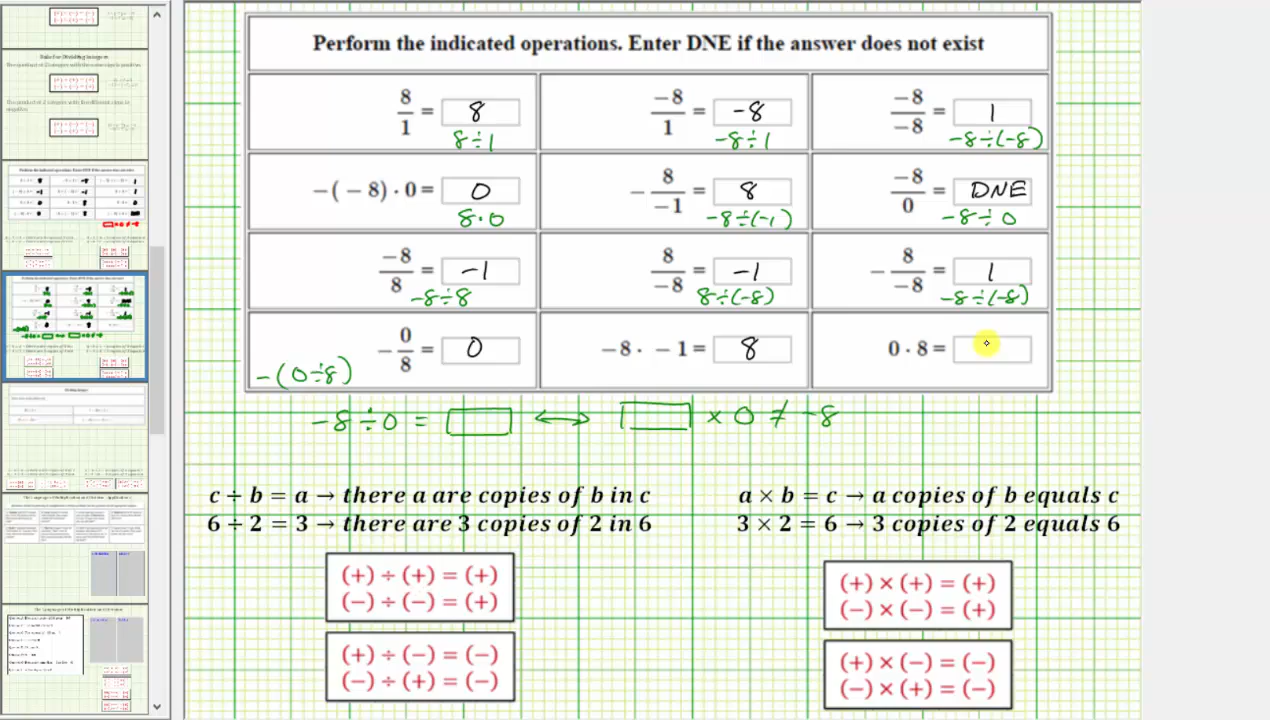 Perform the indicated operations. Enter DNE if the answer does not exist
8/1 = 8
8÷1
-8/1 = -8
-8÷1
-8/-8 = 1
-8÷(-8)
-(-8)·0 = 0
8·0
- 8/-1 = 8
-8÷(-1)
-8/0 = DNE
-8÷0
-8/8 = -1
-8÷8
8/-8 = -1
8÷(-8)
- 8/-8 = 1
-8÷(-8)
- 0/8 = 0
-(0÷8)
-8· -1 = 8
0·8 =
-8÷0 = □ ↔ □ × 0 ≠ -8
c ÷ b = a → there a are copies of b in c
6 ÷ 2 = 3 → there are 3 copies of 2 in 6
a × b = c → a copies of b equals c
3 × 2 = 6 → 3 copies of 2 equals 6
(+) ÷ (+) = (+)
(−) ÷ (−) = (+)
(+) ÷ (−) = (−)
(−) ÷ (+) = (−)
(+) × (+) = (+)
(−) × (−) = (+)
(+) × (−) = (−)
(−) × (+) = (−)